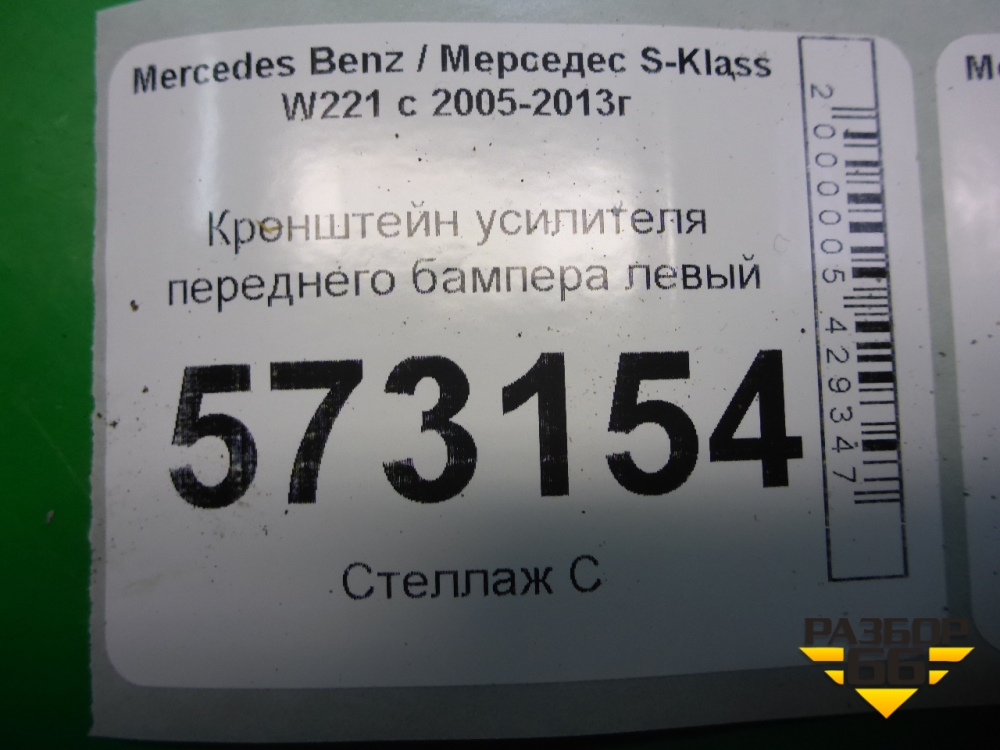 Mercedes Benz / Мерседес S-Klass
W221 с 2005-2013г
Кронштейн усилителя
переднего бампера левый
573154
Стеллаж С
2000005429347
М
РАЗБОР
66